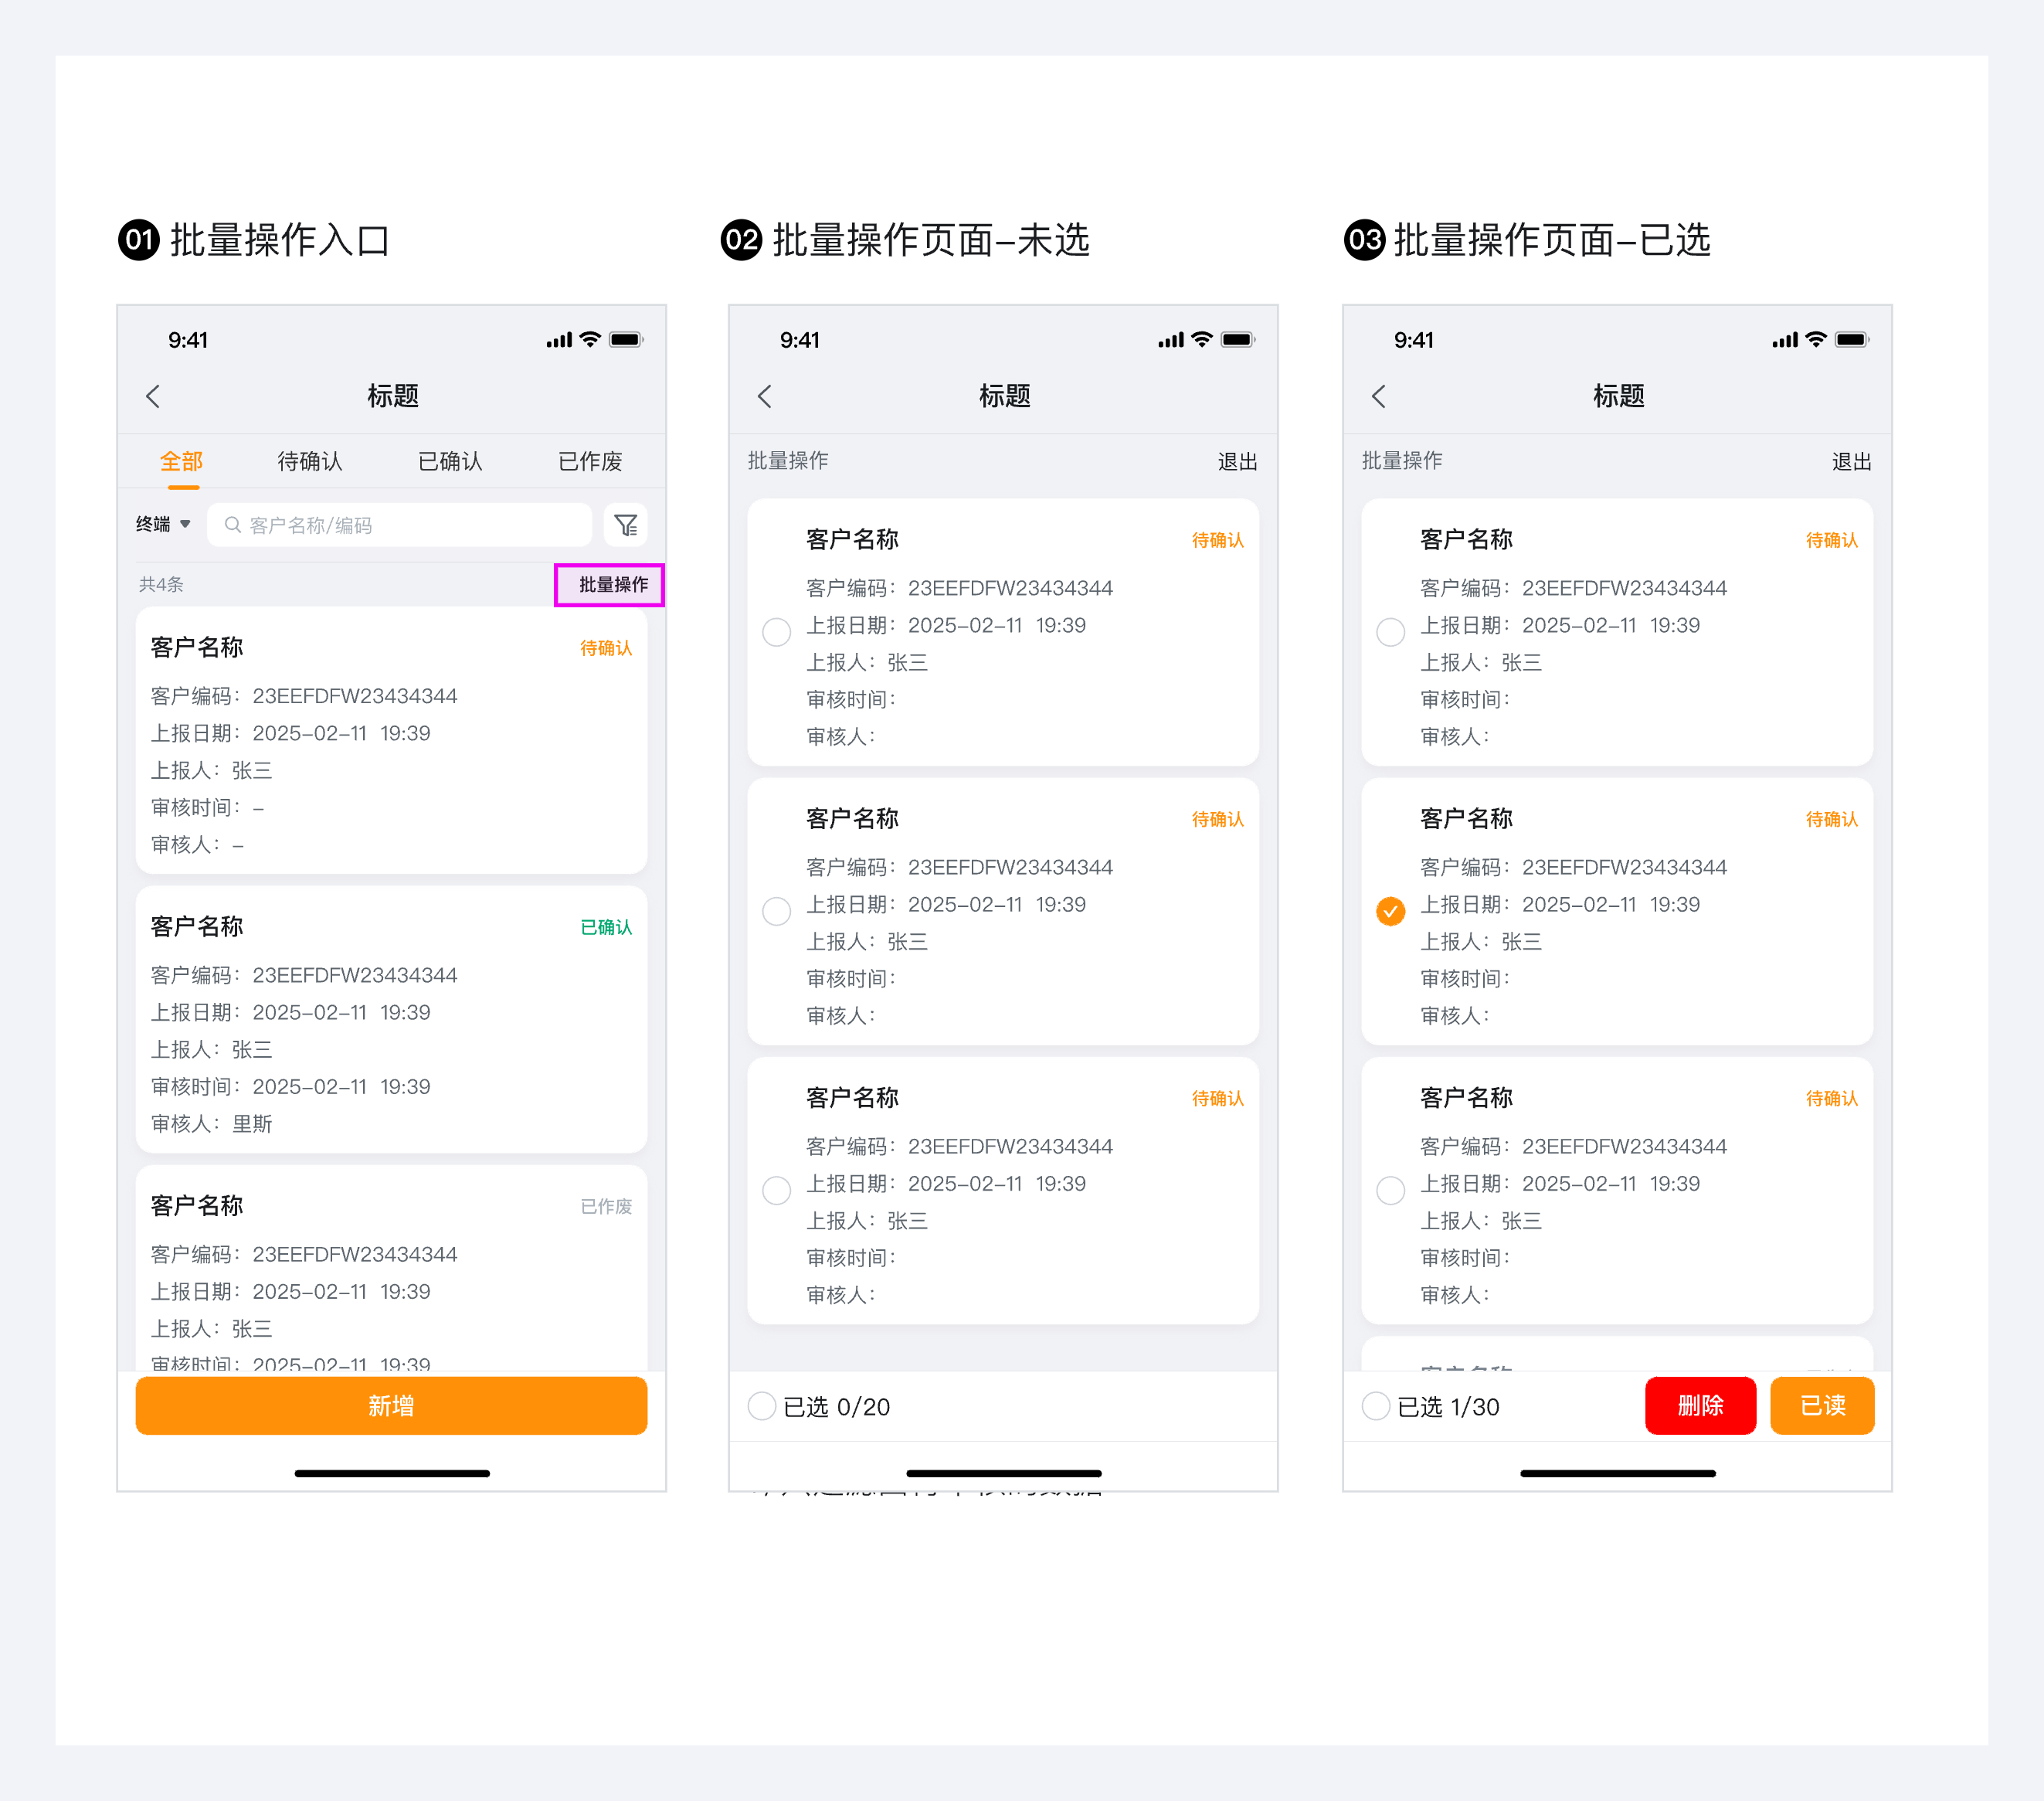 01 批量操作入口
9:41
标题
全部 待确认 已确认 已作废
终端 客户名称/编码
共4条 批量操作
客户名称 待确认
客户编码：23EEFDFW23434344
上报日期：2025-02-11 19:39
上报人：张三
审核时间：-
审核人：-
客户名称 已确认
客户编码：23EEFDFW23434344
上报日期：2025-02-11 19:39
上报人：张三
审核时间：2025-02-11 19:39
审核人：里斯
客户名称 已作废
客户编码：23EEFDFW23434344
上报日期：2025-02-11 19:39
上报人：张三
审核时间：2025-02-11 19:39
新增
02 批量操作页面-未选
9:41
标题
批量操作 退出
客户名称 待确认
客户编码：23EEFDFW23434344
上报日期：2025-02-11 19:39
上报人：张三
审核时间：
审核人：
客户名称 待确认
客户编码：23EEFDFW23434344
上报日期：2025-02-11 19:39
上报人：张三
审核时间：
审核人：
客户名称 待确认
客户编码：23EEFDFW23434344
上报日期：2025-02-11 19:39
上报人：张三
审核时间：
审核人：
已选 0/20
03 批量操作页面-已选
9:41
标题
批量操作 退出
客户名称 待确认
客户编码：23EEFDFW23434344
上报日期：2025-02-11 19:39
上报人：张三
审核时间：
审核人：
客户名称 待确认
客户编码：23EEFDFW23434344
上报日期：2025-02-11 19:39
上报人：张三
审核时间：
审核人：
客户名称 待确认
客户编码：23EEFDFW23434344
上报日期：2025-02-11 19:39
上报人：张三
审核时间：
审核人：
已选 1/30 删除 已读